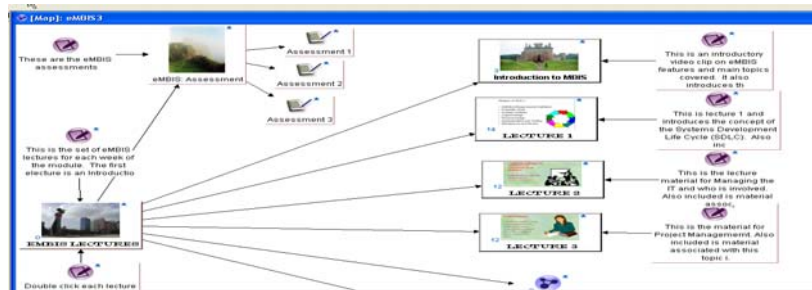 [Map]: eMBIS 3
These are the eMBIS
assessments
eMBIS: Assessment
Assessment 1
Assessment 2
Assessment 3
Introduction to MBIS
This is an introductory
video clip on eMBIS
features and main topics
covered. It also
introduces th
This is the set of eMBIS
lectures for each week of
the module. The first
electure is an Introductio
14
LECTURE 1
This is lecture 1 and
introduces the concept of
the Systems Development
Life Cycle (SDLC). Also
inc
12
LECTURE 2
This is the lecture
material for Managing the
IT and who is involved.
Also included is material
assoc,
EMBIS LECTURES
12
LECTURE 3
This is the material for
Project Management. Also
included is material
associated with this
topic i.
Double click each lecture